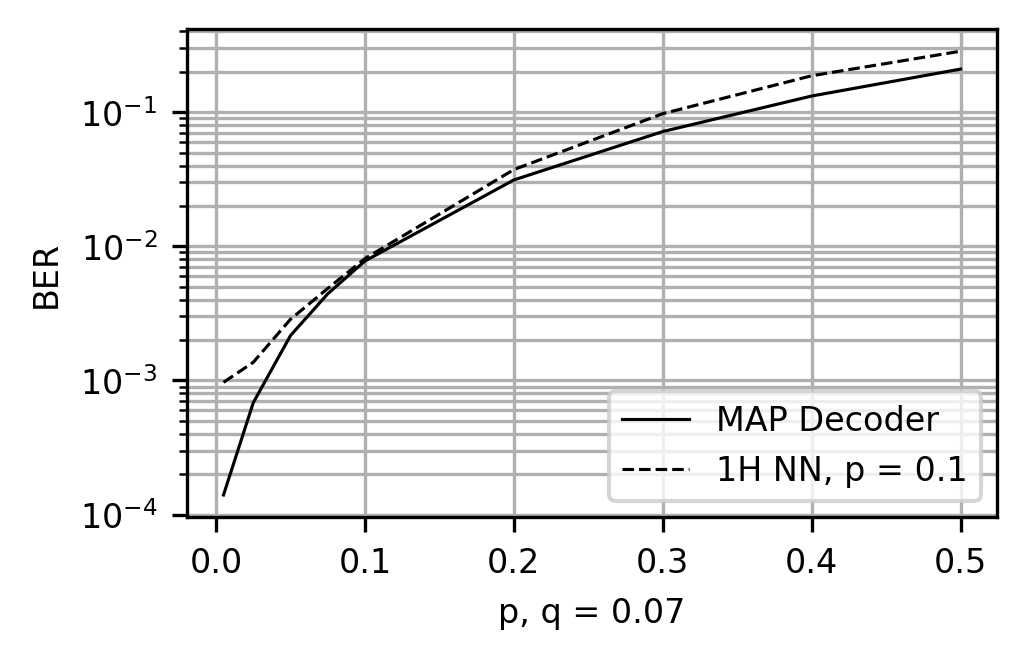 BER
10⁻¹
10⁻²
10⁻³
10⁻⁴
MAP Decoder
1H NN, p = 0.1
0.0 0.1 0.2 0.3 0.4 0.5
p, q = 0.07